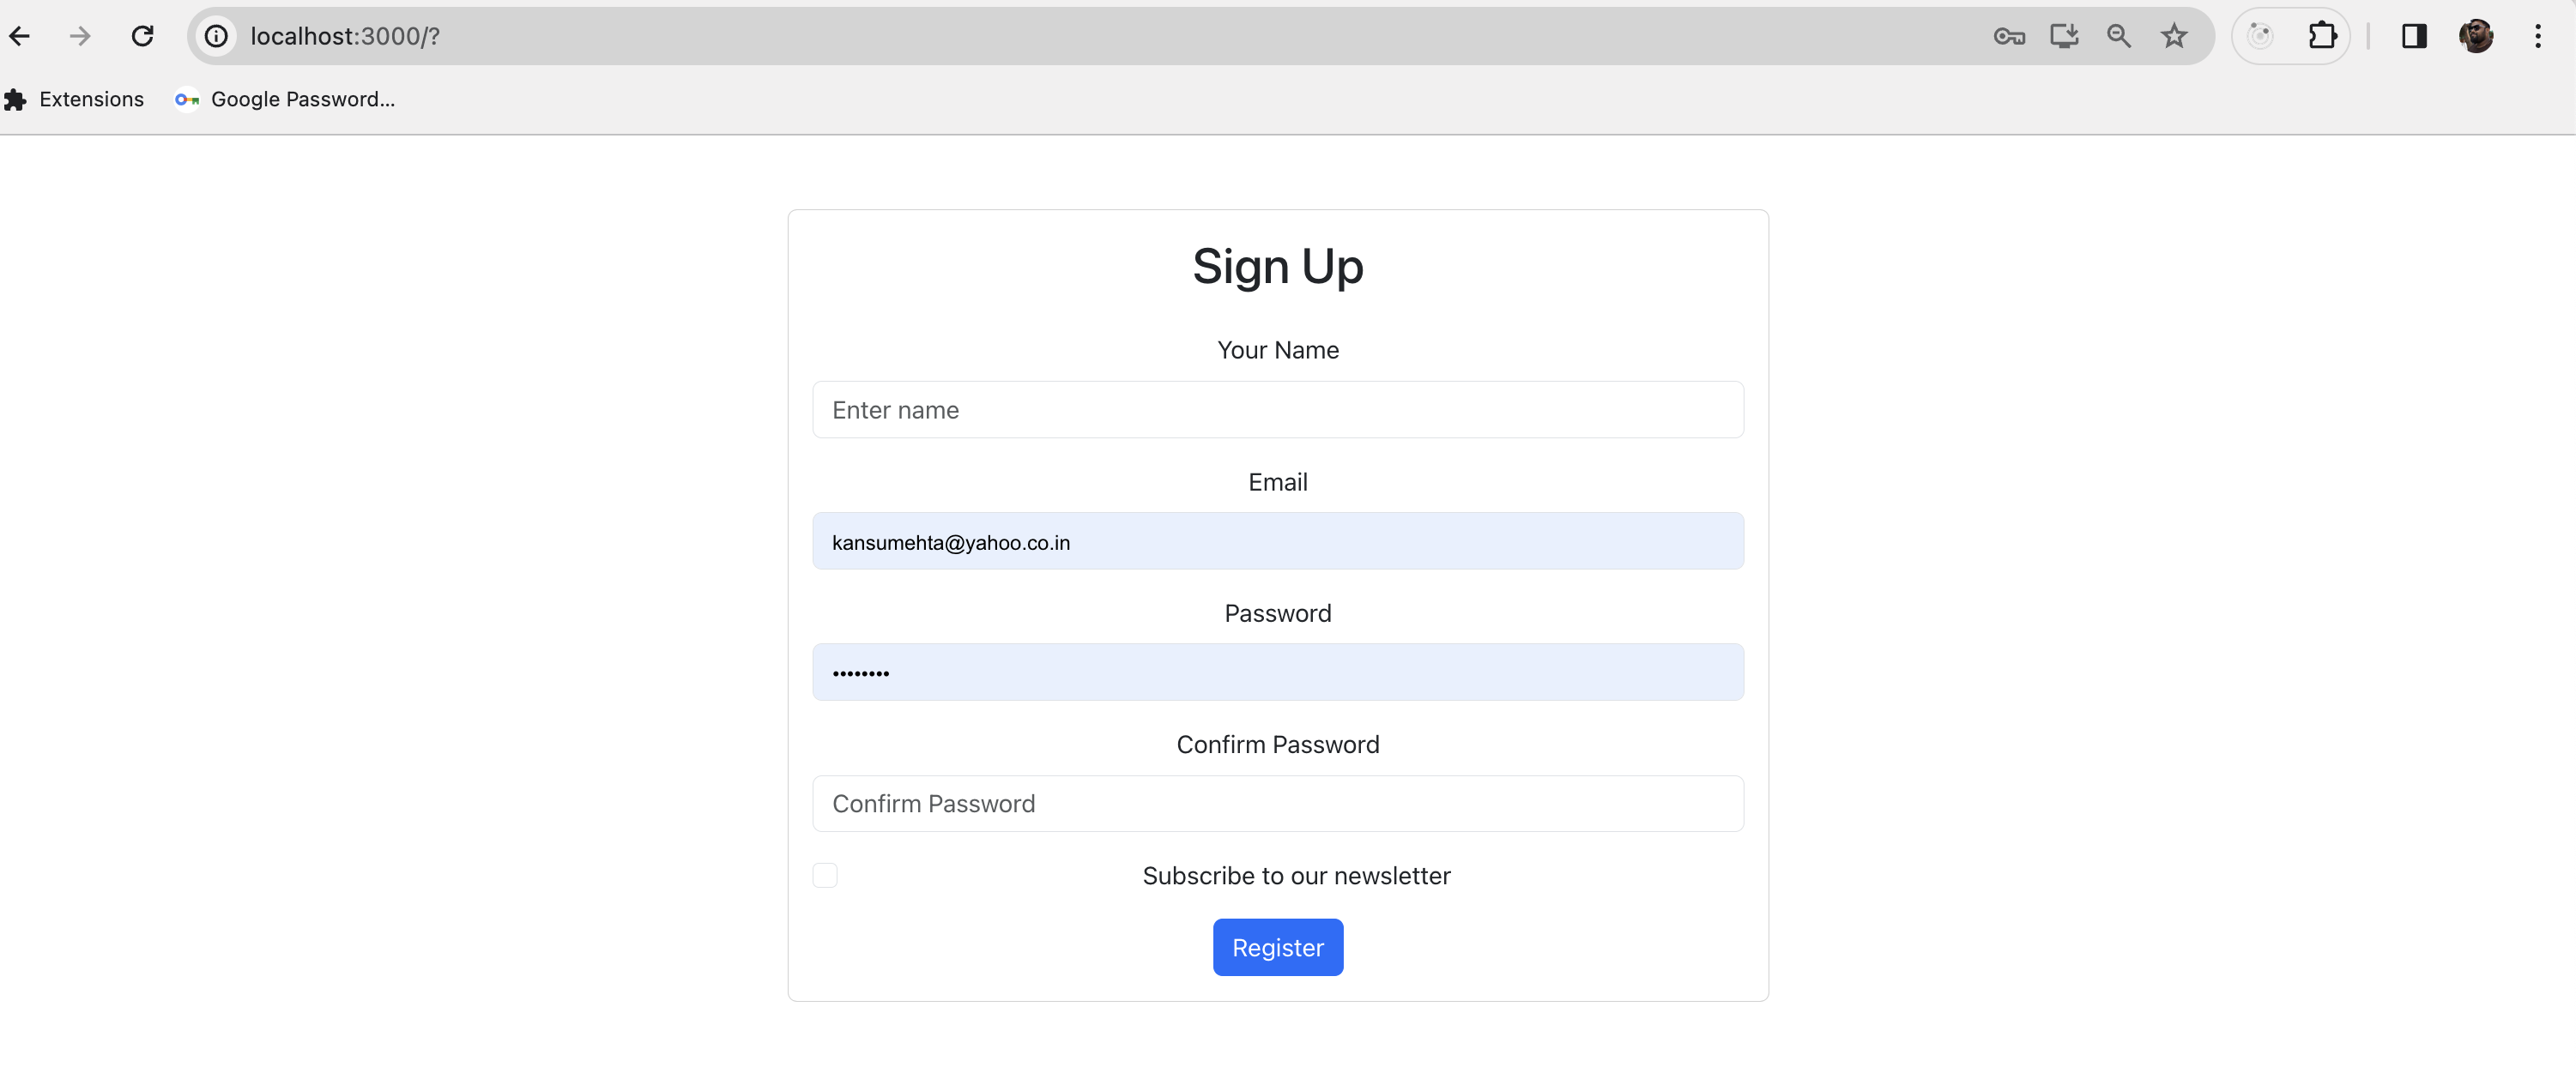 localhost:3000/?
Extensions Google Password...
Sign Up
Your Name
Enter name
Email
kansumehta@yahoo.co.in
Password
••••••••
Confirm Password
Confirm Password
Subscribe to our newsletter
Register